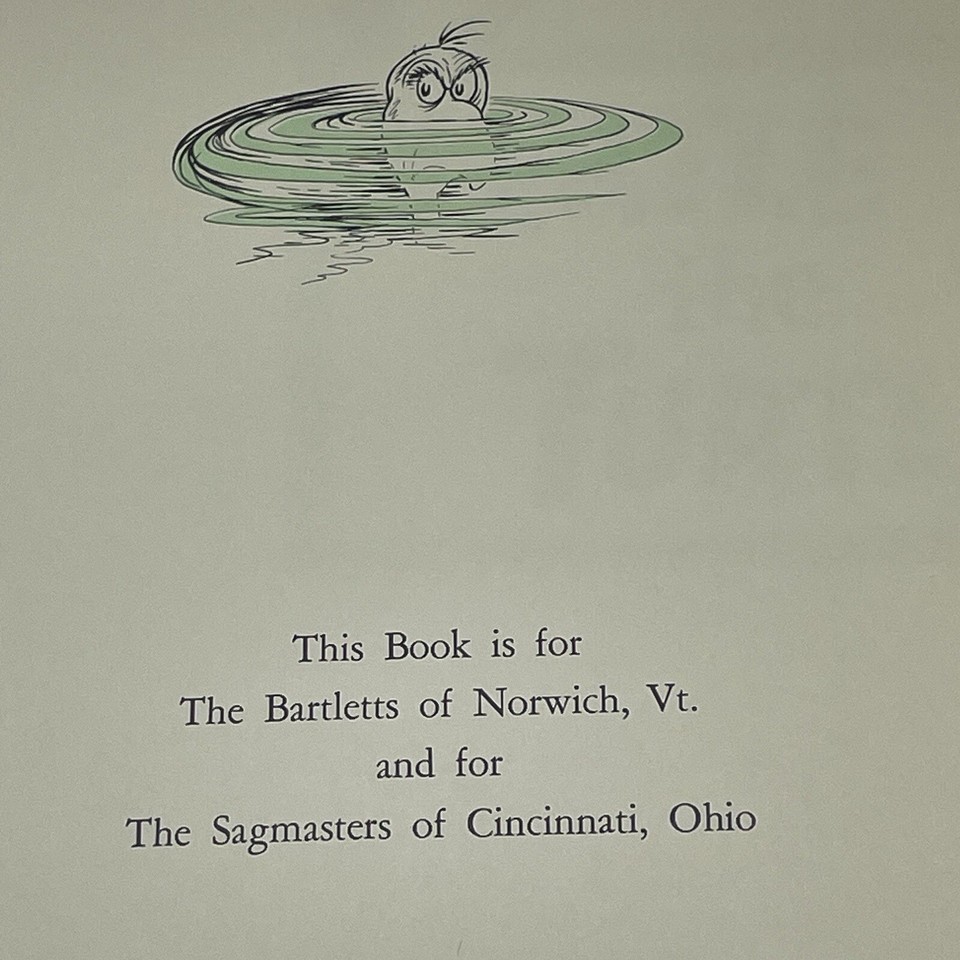 This Book is for
The Bartletts of Norwich, Vt.
and for
The Sagmasters of Cincinnati, Ohio